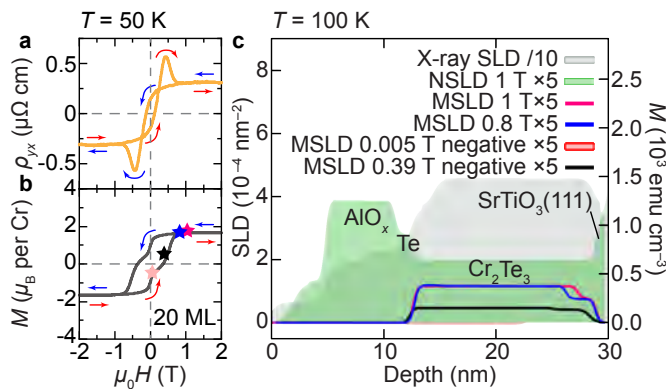 T = 50 K
T = 100 K
a
0.5
0
-0.5
ρyx (μΩ cm)
b
4
2
0
-2
-4
M (μB per Cr)
20 ML
-2
0
2
μ0H (T)
c
X-ray SLD /10
NSLD 1 T ×5
MSLD 1 T×5
MSLD 0.8 T×5
MSLD 0.005 T negative ×5
MSLD 0.39 T negative ×5
8
6
4
2
0
SLD (10⁻⁴ nm⁻²)
AlOx
Te
SrTiO3(111)
Cr2Te3
2.5
2.0
1.5
1.0
0.5
0.0
M (10³ emu cm⁻³)
0
10
20
30
Depth (nm)